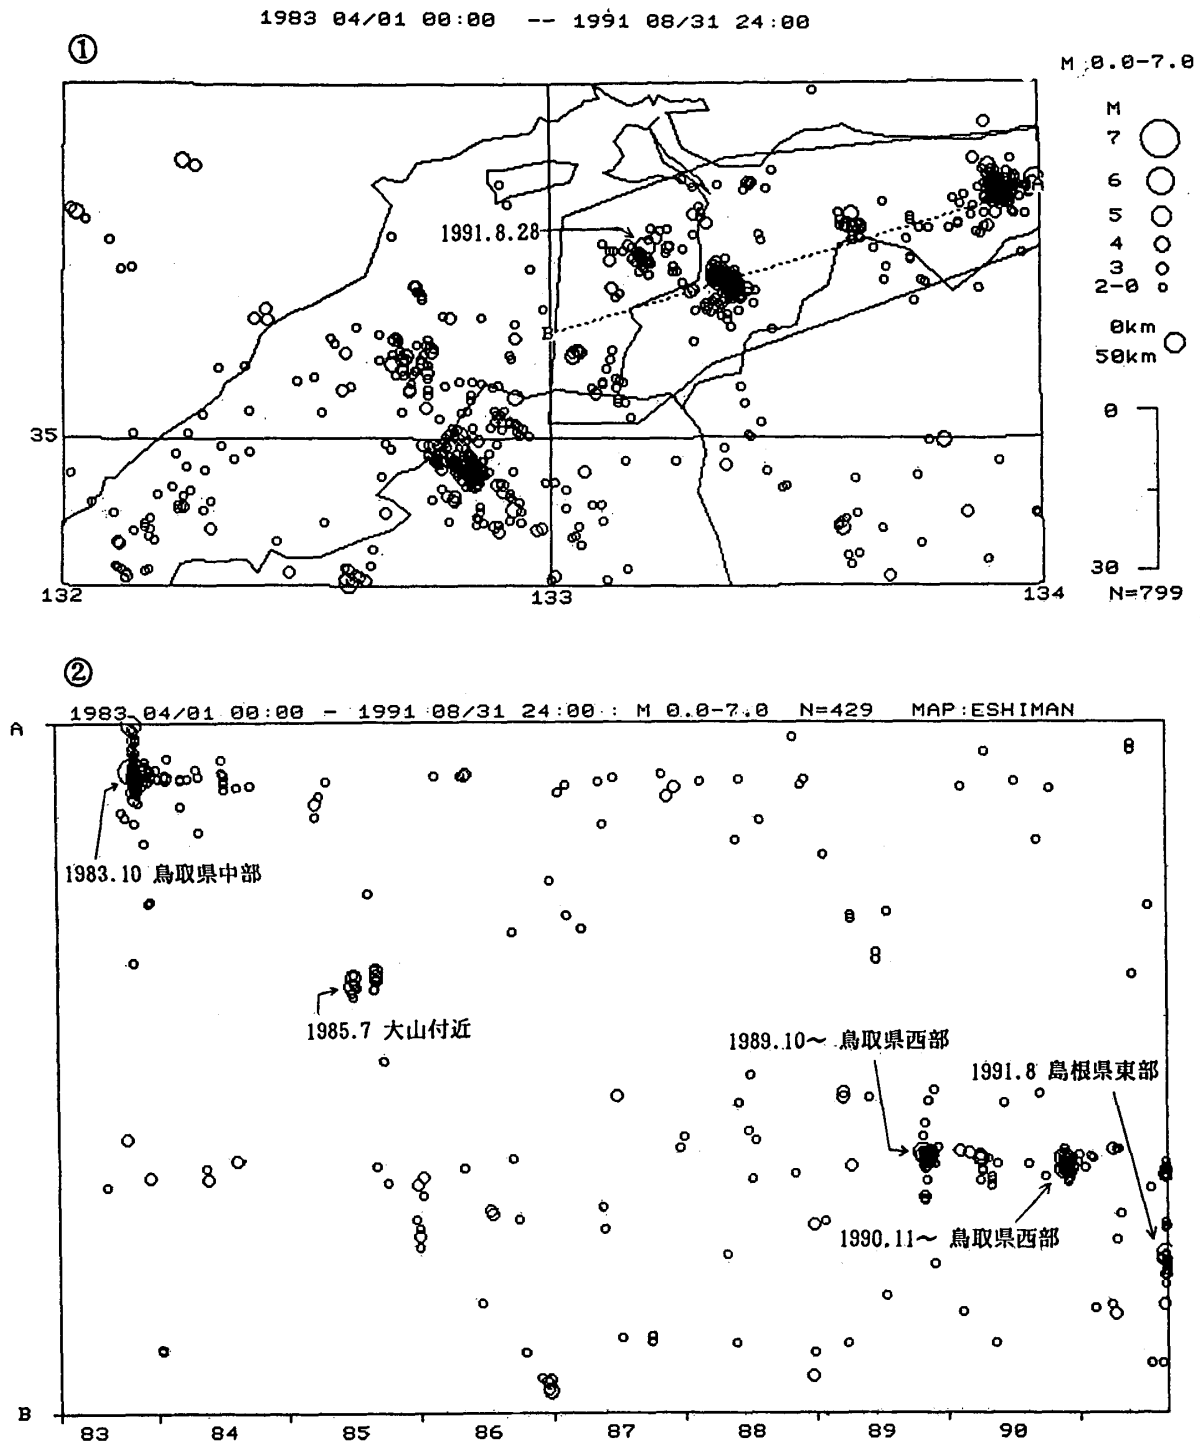 1983 04/01 00:00 -- 1991 08/31 24:00
①
M 0.0-7.0
M
7
6
5
4
3
2-0
0km
50km
0
30
N=799
A
1991.8.28
B
35
132
133
134
②
1983 04/01 00:00 - 1991 08/31 24:00 : M 0.0-7.0 N=429 MAP:ESHIMAN
A
1983.10 鳥取県中部
1985.7 大山付近
1989.10～ 鳥取県西部
1991.8 島根県東部
1990.11～ 鳥取県西部
B
83 84 85 86 87 88 89 90